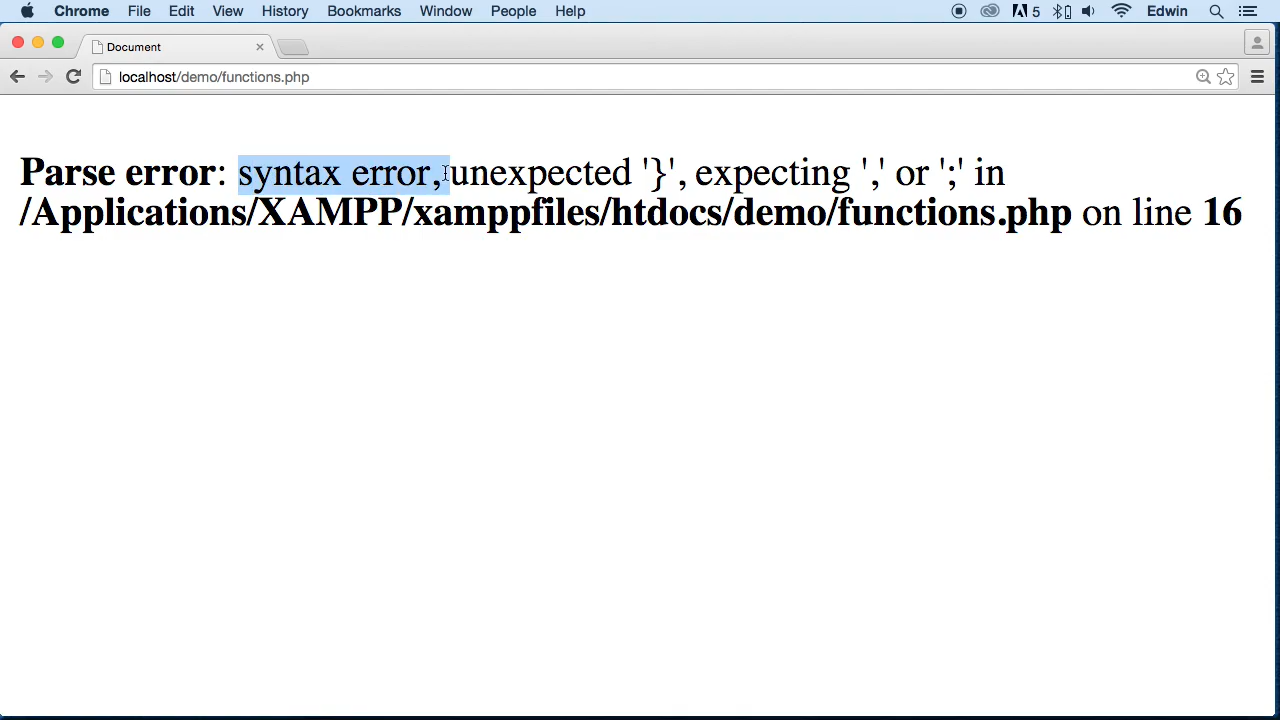 Chrome File Edit View History Bookmarks Window People Help 5 Edwin
Document
localhost/demo/functions.php
Parse error: syntax error, unexpected '}', expecting ',' or ';' in
/Applications/XAMPP/xamppfiles/htdocs/demo/functions.php on line 16